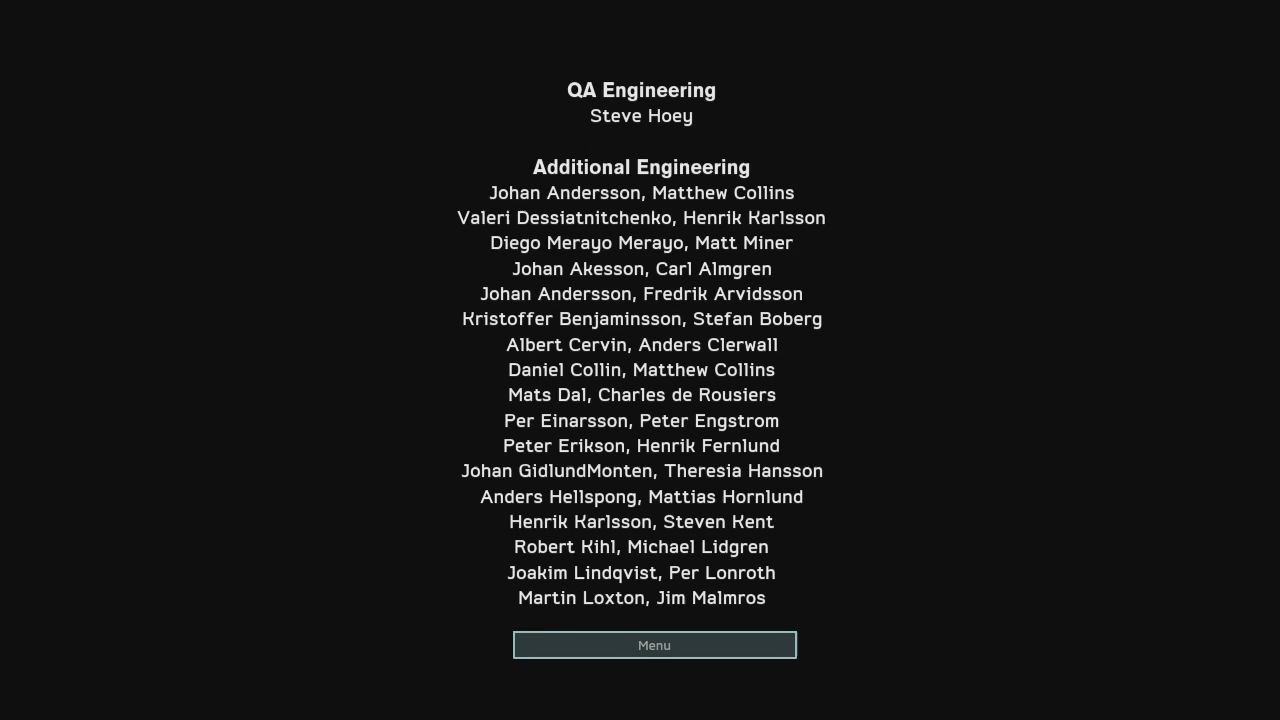 QA Engineering
Steve Hoey
Additional Engineering
Johan Andersson, Matthew Collins
Valeri Dessiatnitchenko, Henrik Karlsson
Diego Merayo Merayo, Matt Miner
Johan Akesson, Carl Almgren
Johan Andersson, Fredrik Arvidsson
Kristoffer Benjaminsson, Stefan Boberg
Albert Cervin, Anders Clerwall
Daniel Collin, Matthew Collins
Mats Dal, Charles de Rousiers
Per Einarsson, Peter Engstrom
Peter Erikson, Henrik Fernlund
Johan GidlundMonten, Theresia Hansson
Anders Hellspong, Mattias Hornlund
Henrik Karlsson, Steven Kent
Robert Kihl, Michael Lidgren
Joakim Lindqvist, Per Lonroth
Martin Loxton, Jim Malmros
Menu